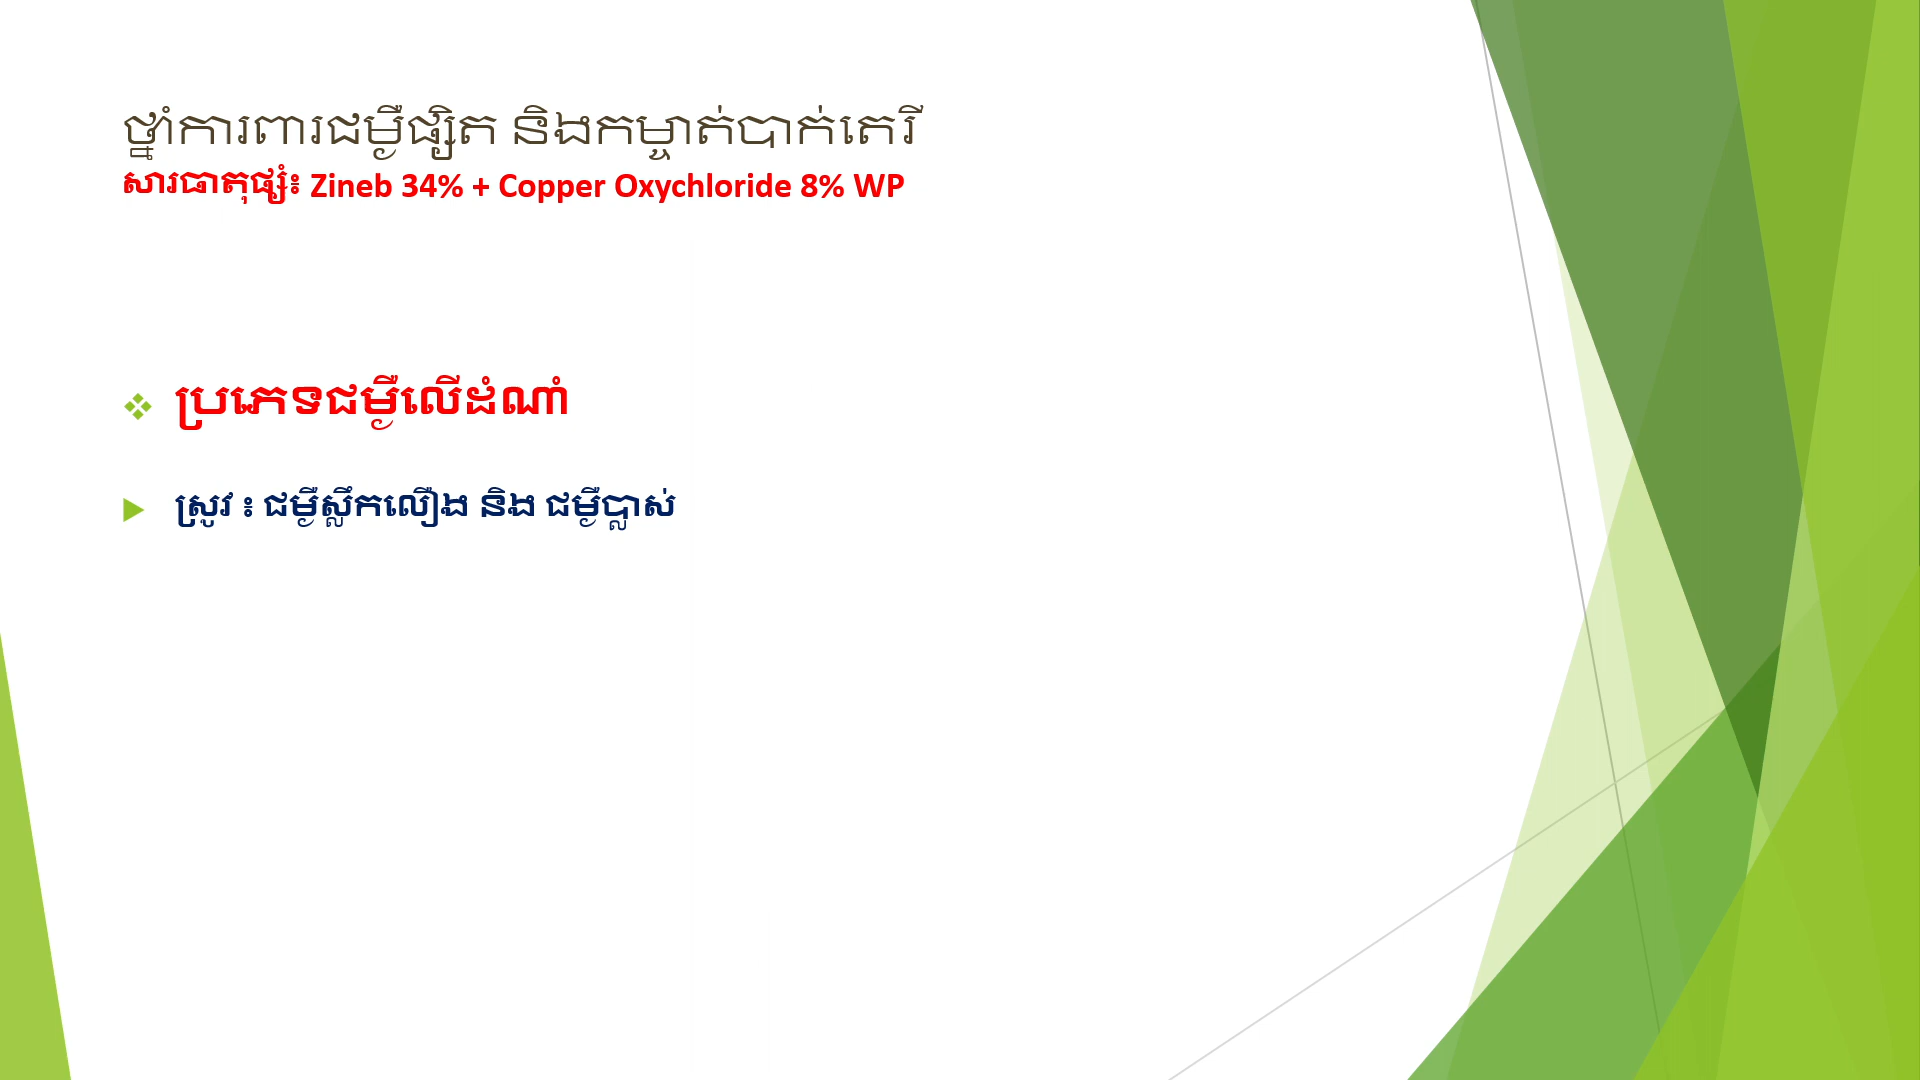 ថ្នាំការពារជម្ងឺផ្សិត និងកម្ចាត់បាក់តេរី
សារធាតុផ្សំ៖ Zineb 34% + Copper Oxychloride 8% WP
ប្រភេទជម្ងឺលើដំណាំ
ស្រូវ ៖ ជម្ងឺស្លឹកលឿង និង ជម្ងឺប្លាស់